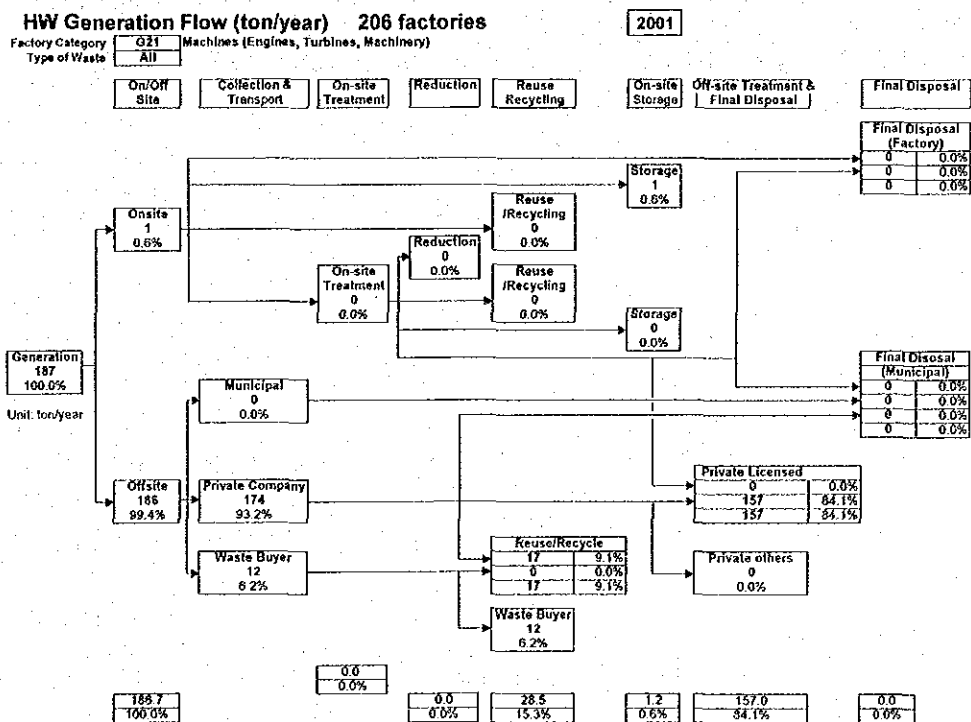 HW Generation Flow (ton/year) 206 factories 2001
Factory Category G21 Machines (Engines, Turbines, Machinery)
Type of Waste All
On/Off Site
Collection & Transport
On-site Treatment
Reduction
Reuse Recycling
On-site Storage
Off-site Treatment & Final Disposal
Final Disposal
Final Disposal
(Factory)
0 0.0%
0 0.0%
0 0.0%
Storage
1
0.6%
Onsite
1
0.6%
Reuse
/Recycling
0
0.0%
Reduction
0
0.0%
On-site
Treatment
0
0.0%
Reuse
/Recycling
0
0.0%
Storage
0
0.0%
Generation
187
100.0%
Unit: ton/year
Municipal
0
0.0%
Final Disosal
(Municipal)
0 0.0%
0 0.0%
0 0.0%
0 0.0%
Offsite
186
99.4%
Private Company
174
93.2%
Private Licensed
0 0.0%
157 84.1%
157 84.1%
Waste Buyer
12
6.2%
Reuse/Recycle
17 9.1%
0 0.0%
17 9.1%
Private others
0
0.0%
Waste Buyer
12
6.2%
0.0
0.0%
186.7 0.0 28.5 1.2 157.0 0.0
100.0% 0.0% 15.3% 0.6% 84.1% 0.0%